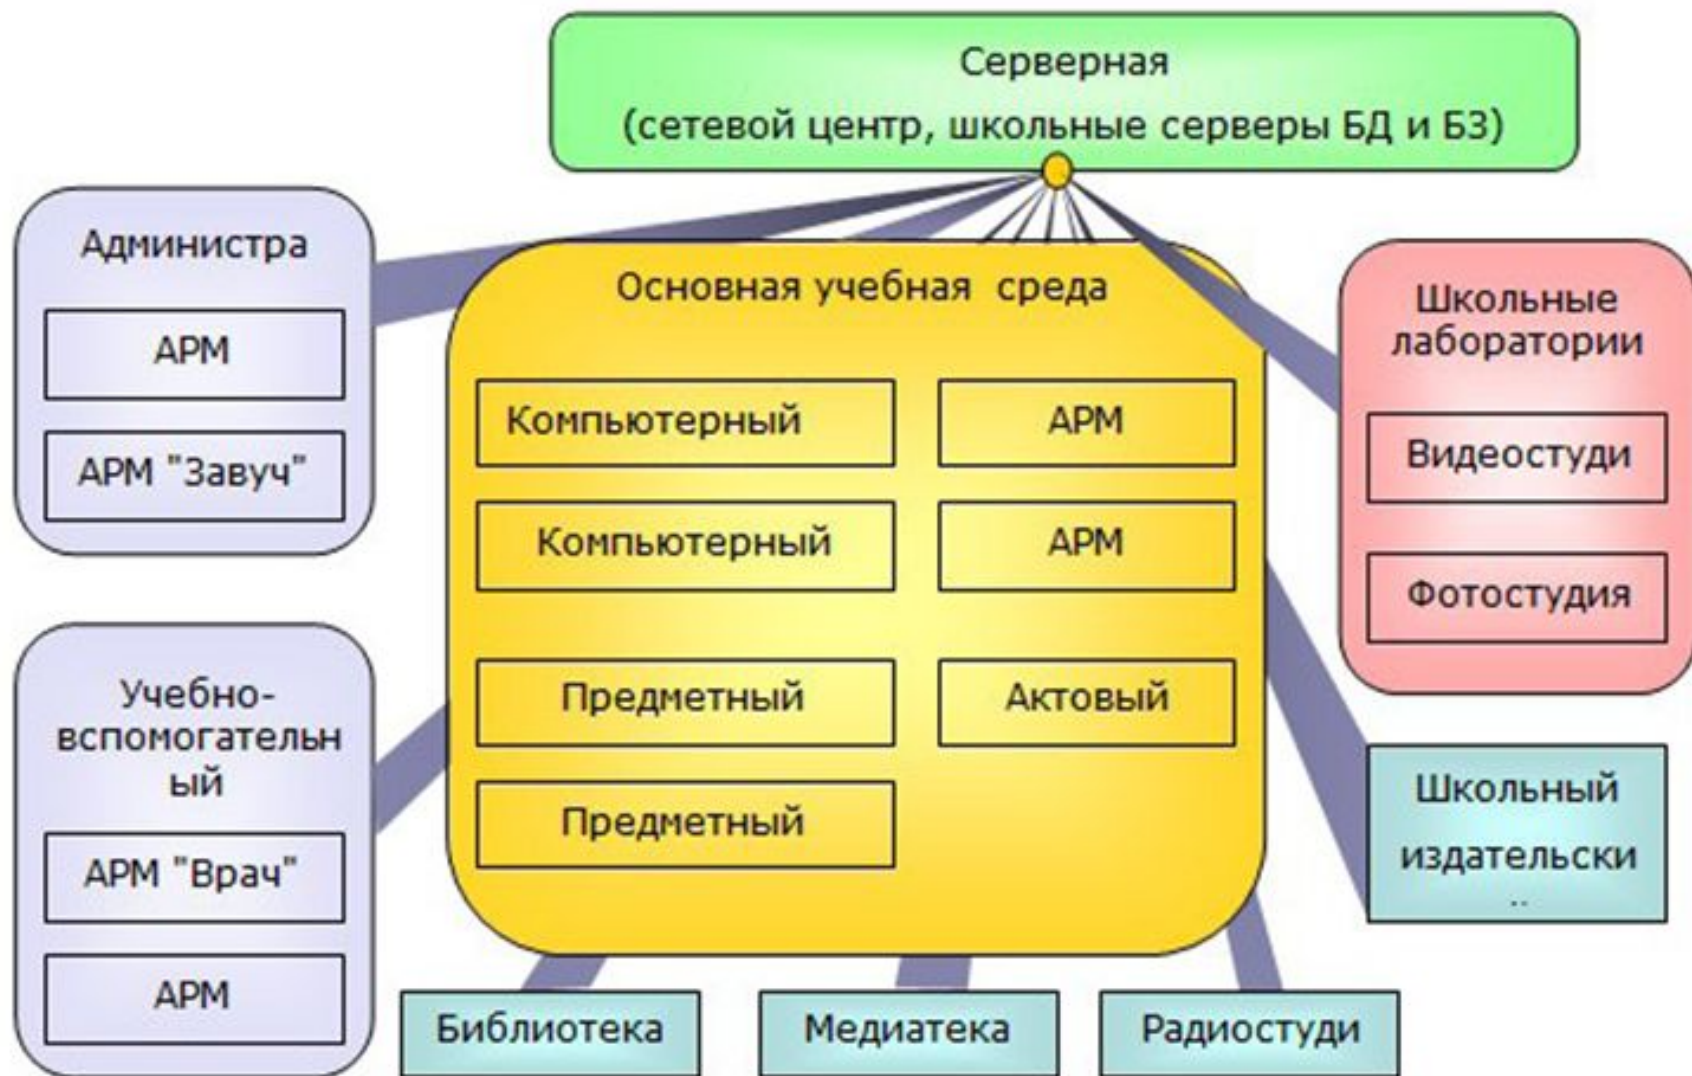 Серверная
(сетевой центр, школьные серверы БД и БЗ)
Администра
АРМ
АРМ "Завуч"
Учебно-
вспомогательн
ый
АРМ "Врач"
АРМ
Основная учебная среда
Компьютерный
АРМ
Компьютерный
АРМ
Предметный
Актовый
Предметный
Школьные
лаборатории
Видеостуди
Фотостудия
Школьный
издательски
Библиотека
Медиатека
Радиостуди